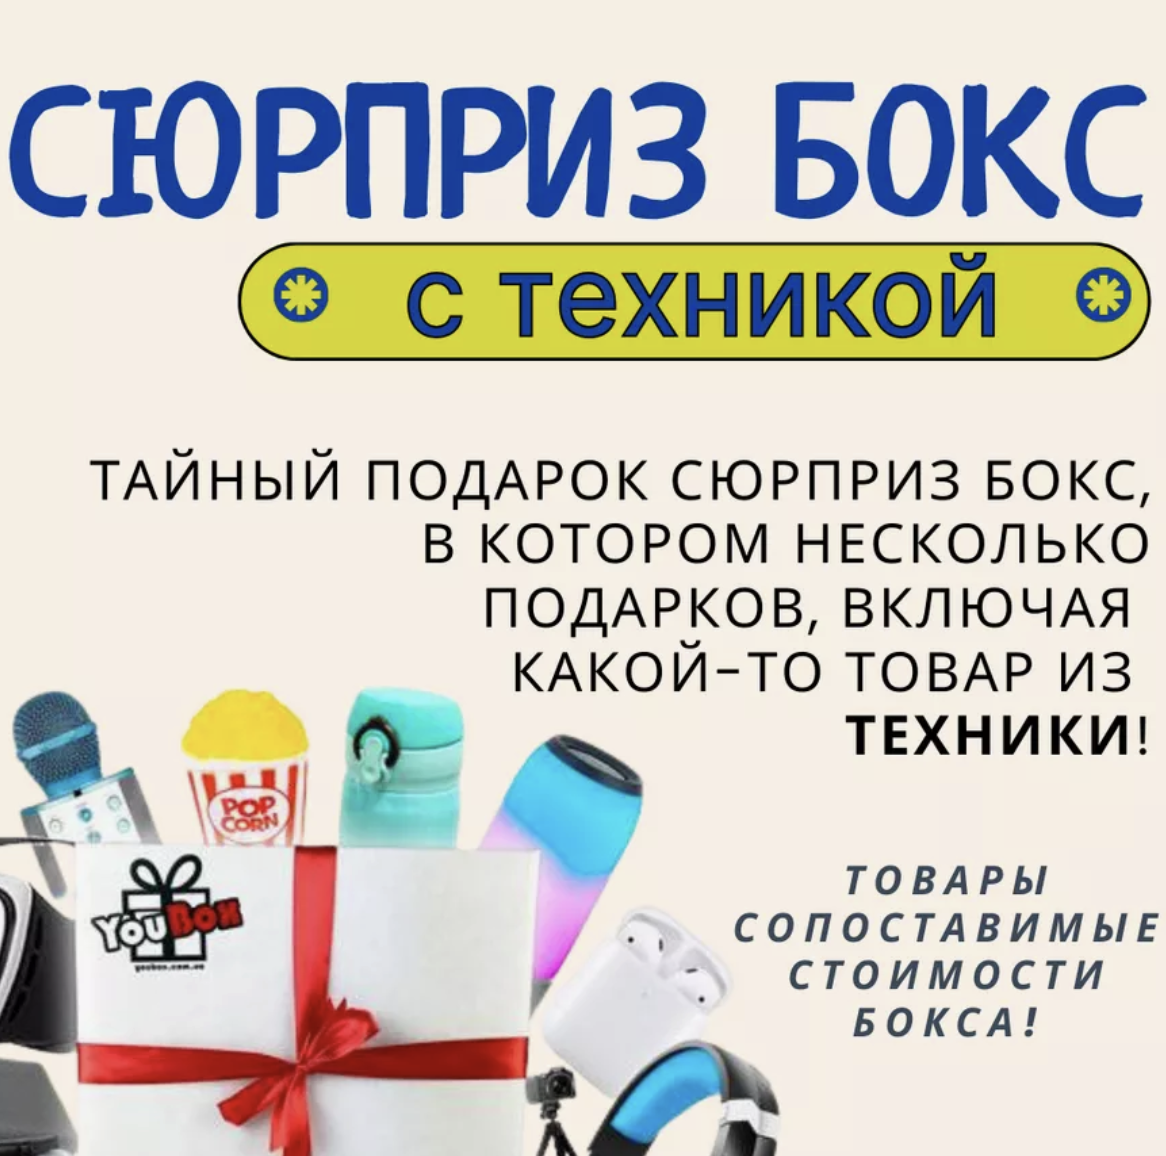 СЮРПРИЗ БОКС
с техникой
ТАЙНЫЙ ПОДАРОК СЮРПРИЗ БОКС,
В КОТОРОМ НЕСКОЛЬКО
ПОДАРКОВ, ВКЛЮЧАЯ
КАКОЙ-ТО ТОВАР ИЗ
ТЕХНИКИ!
POP
CORN
YouBox
ТОВАРЫ
СОПОСТАВИМЫЕ
СТОИМОСТИ
БОКСА!